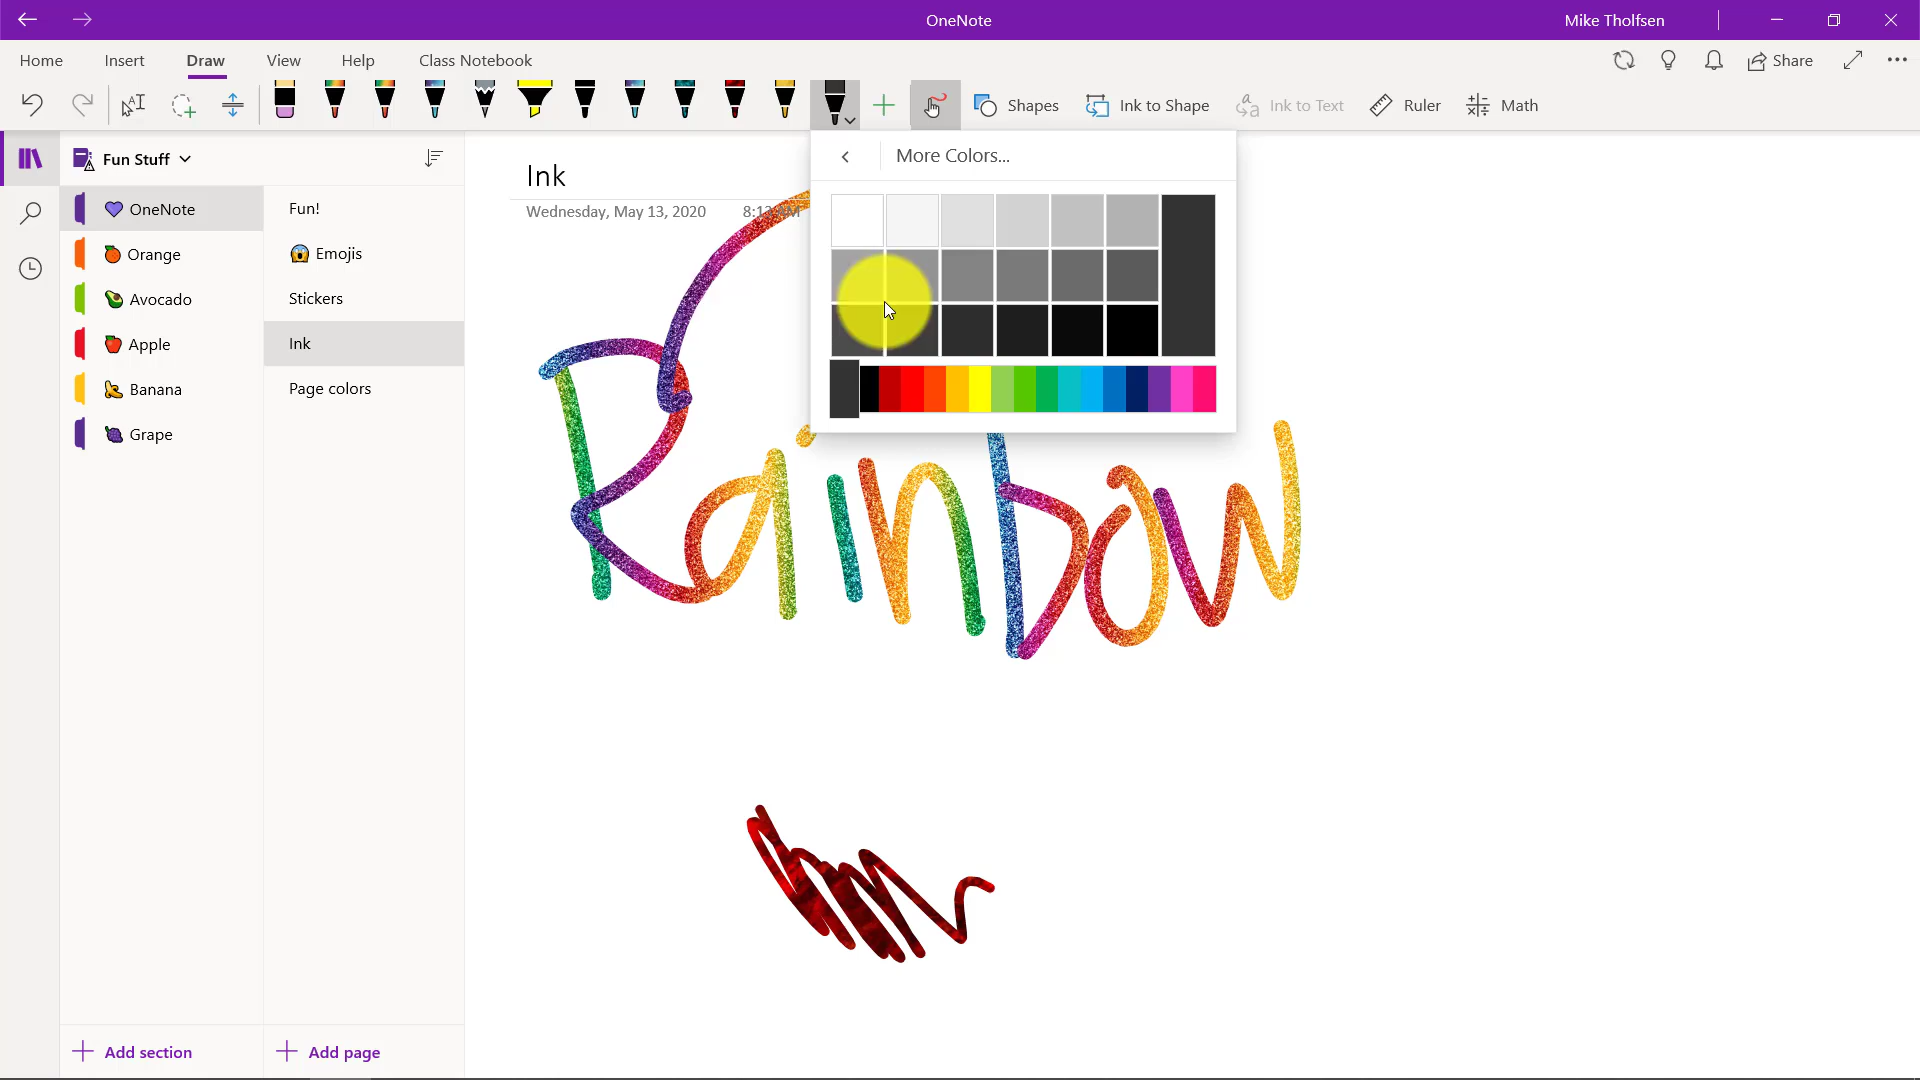 OneNote
Mike Tholfsen
Home Insert Draw View Help Class Notebook
Share
Shapes Ink to Shape Ink to Text Ruler Math
Fun Stuff
OneNote
Orange
Avocado
Apple
Banana
Grape
Fun!
Emojis
Stickers
Ink
Page colors
Add section
Add page
Ink
Wednesday, May 13, 2020
More Colors...
Rainbow